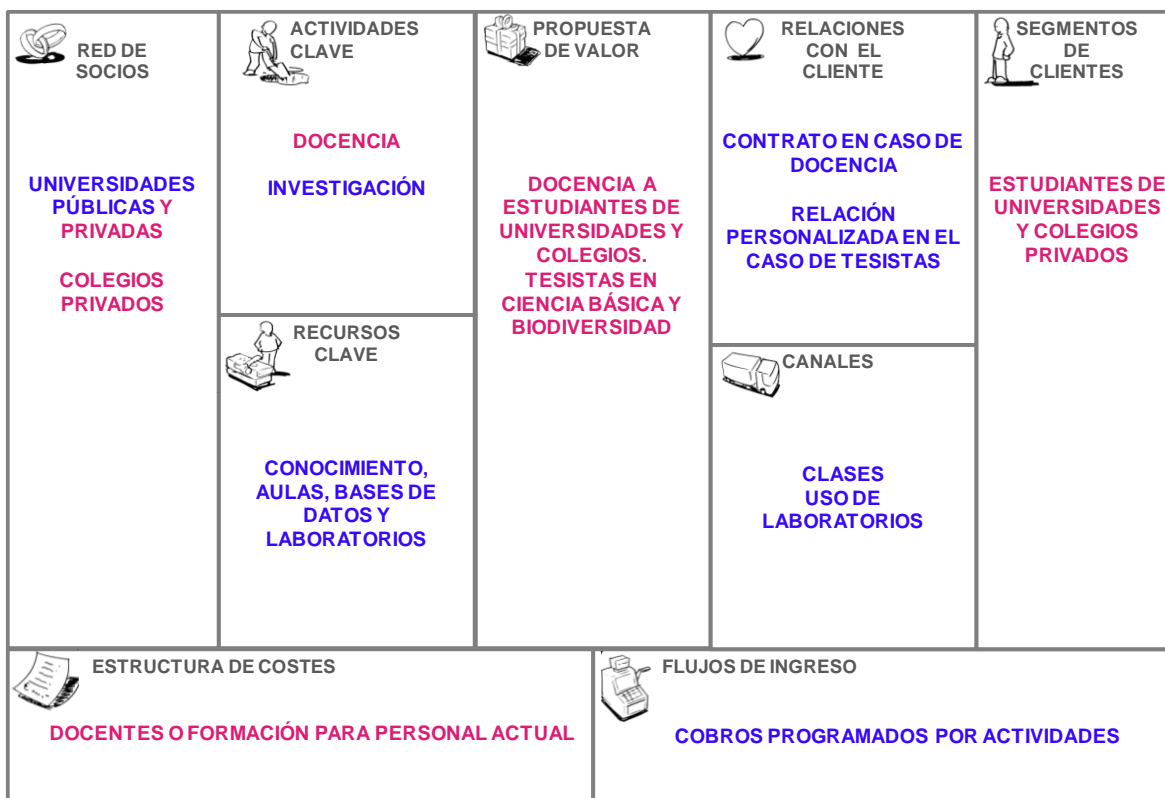 RED DE
SOCIOS
UNIVERSIDADES
PÚBLICAS Y
PRIVADAS
COLEGIOS
PRIVADOS
ACTIVIDADES
CLAVE
DOCENCIA
INVESTIGACIÓN
RECURSOS
CLAVE
CONOCIMIENTO,
AULAS, BASES DE
DATOS Y
LABORATORIOS
PROPUESTA
DE VALOR
DOCENCIA A
ESTUDIANTES DE
UNIVERSIDADES Y
COLEGIOS.
TESISTAS EN
CIENCIA BÁSICA Y
BIODIVERSIDAD
RELACIONES
CON EL
CLIENTE
CONTRATO EN CASO DE
DOCENCIA
RELACIÓN
PERSONALIZADA EN EL
CASO DE TESISTAS
CANALES
CLASES
USO DE
LABORATORIOS
SEGMENTOS
DE
CLIENTES
ESTUDIANTES DE
UNIVERSIDADES
Y COLEGIOS
PRIVADOS
ESTRUCTURA DE COSTES
DOCENTES O FORMACIÓN PARA PERSONAL ACTUAL
FLUJOS DE INGRESO
COBROS PROGRAMADOS POR ACTIVIDADES